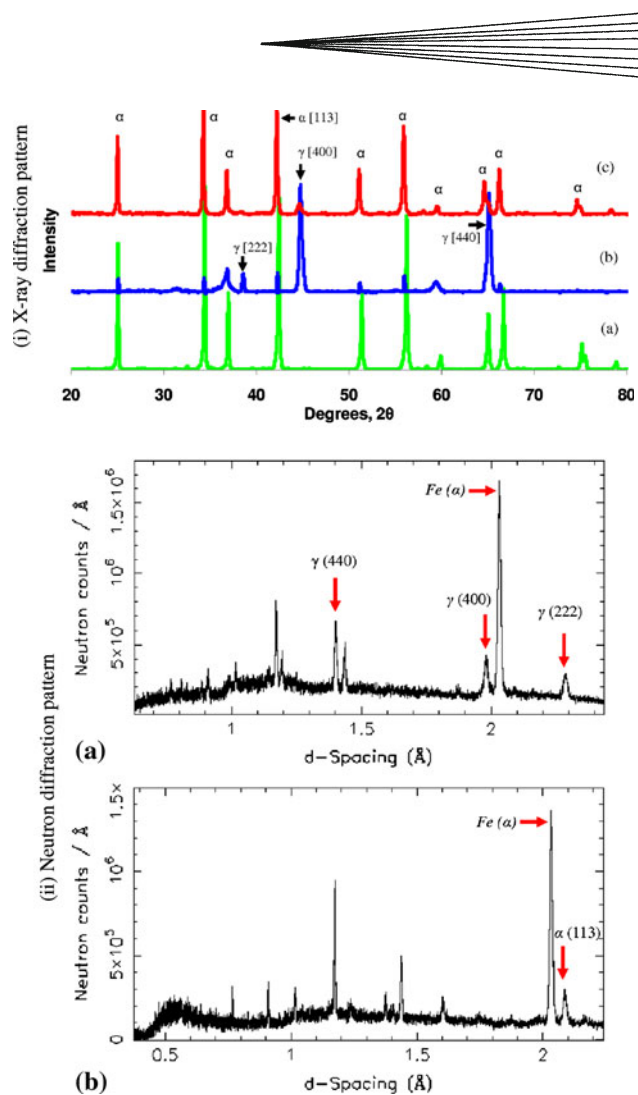 (i) X-ray diffraction pattern
Intensity
α α α α [113] γ [400] α α α α α α
γ [222] γ [440]
(c)
(b)
(a)
20 30 40 50 60 70 80
Degrees, 2θ
(ii) Neutron diffraction pattern
Neutron counts / Å
1.5×10⁶
10⁶
5×10⁵
Fe (α)
γ (440)
γ (400)
γ (222)
1 1.5 2
(a)
d-Spacing (Å)
Neutron counts / Å
1.5×
10⁶
5×10⁵
0
Fe (α)
α (113)
0.5 1 1.5 2
(b)
d-Spacing (Å)